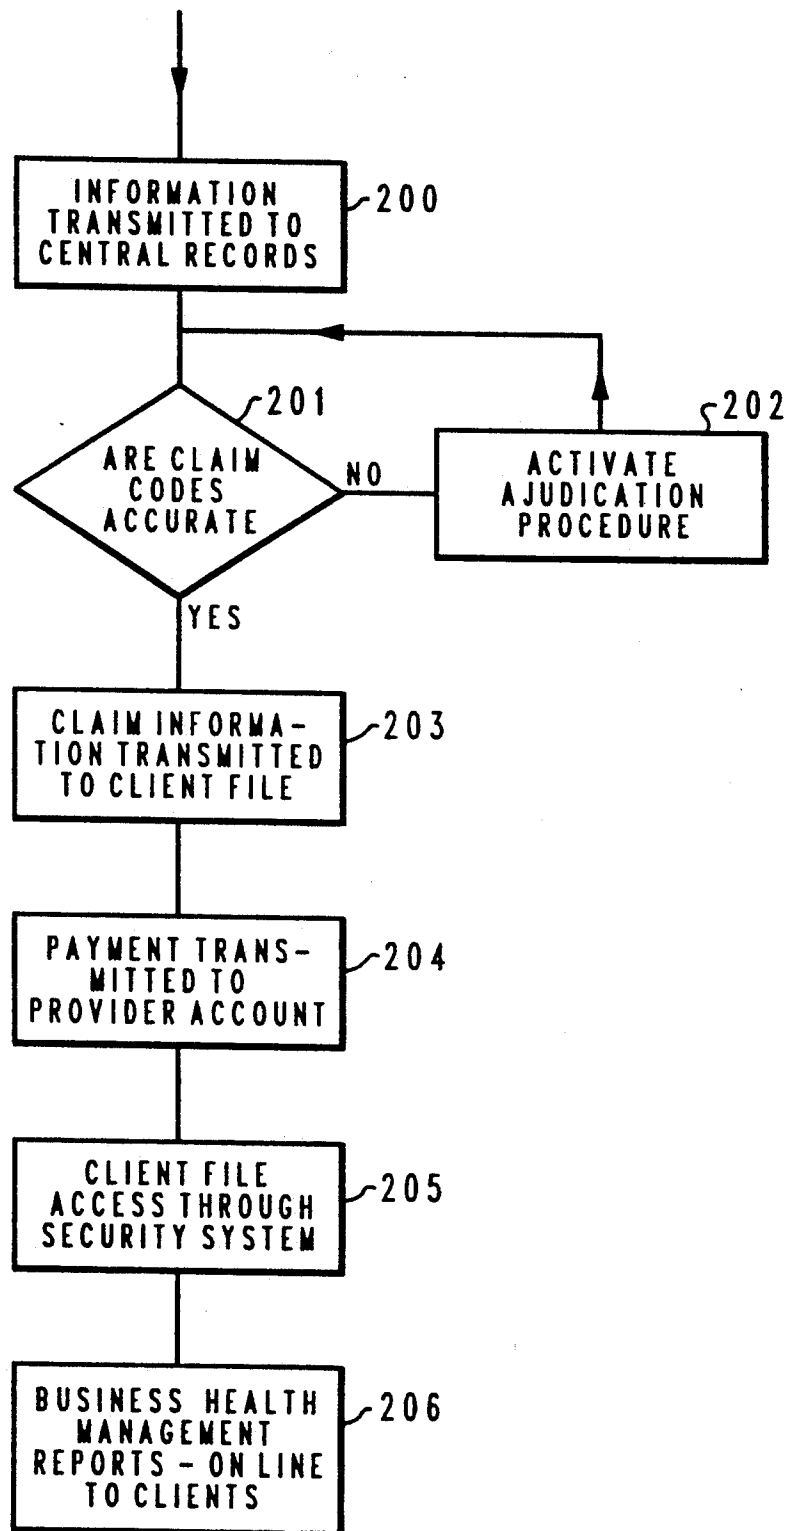 INFORMATION
TRANSMITTED TO
CENTRAL RECORDS
200
201
ARE CLAIM
CODES
ACCURATE
NO
202
ACTIVATE
AJUDICATION
PROCEDURE
YES
CLAIM INFORMA-
TION TRANSMITTED
TO CLIENT FILE
203
PAYMENT TRANS-
MITTED TO
PROVIDER ACCOUNT
204
CLIENT FILE
ACCESS THROUGH
SECURITY SYSTEM
205
BUSINESS HEALTH
MANAGEMENT
REPORTS - ON LINE
TO CLIENTS
206